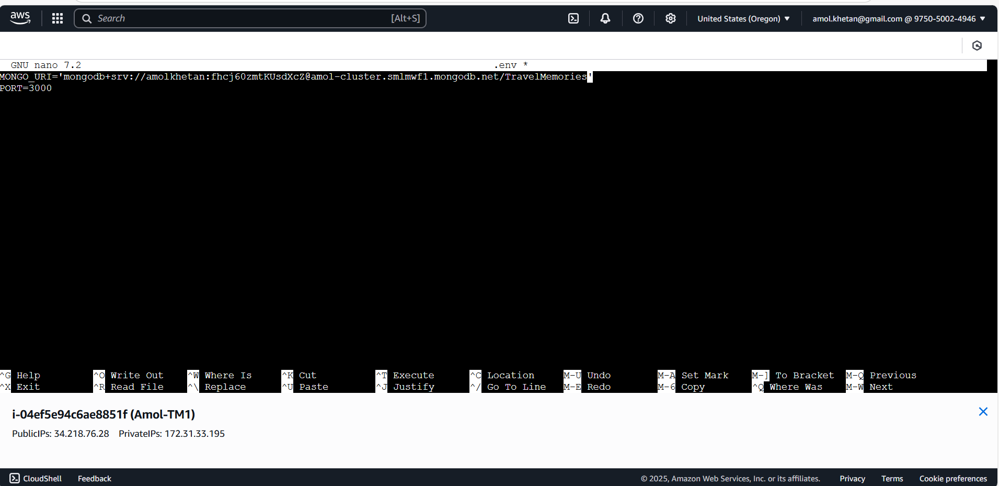 aws
Search [Alt+S] United States (Oregon) ▼ amol.khetan@gmail.com @ 9750-5002-4946 ▼
GNU nano 7.2 .env *
MONGO_URI='mongodb+srv://amolkhetan:fhcj60zmtKUsdXcZ@amol-cluster.smlmwf1.mongodb.net/TravelMemories'
PORT=3000
^G Help ^O Write Out ^W Where Is ^K Cut ^T Execute ^C Location M-U Undo M-A Set Mark M-] To Bracket M-Q Previous
^X Exit ^R Read File ^\ Replace ^U Paste ^J Justify ^/ Go To Line M-E Redo M-6 Copy ^Q Where Was M-W Next
i-04ef5e94c6ae8851f (Amol-TM1)
PublicIPs: 34.218.76.28 PrivateIPs: 172.31.33.195
CloudShell Feedback © 2025, Amazon Web Services, Inc. or its affiliates. Privacy Terms Cookie preferences